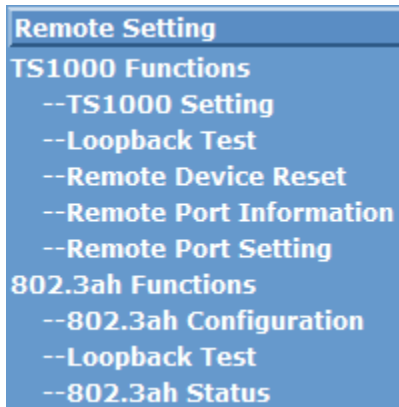 Remote Setting
TS1000 Functions
--TS1000 Setting
--Loopback Test
--Remote Device Reset
--Remote Port Information
--Remote Port Setting
802.3ah Functions
--802.3ah Configuration
--Loopback Test
--802.3ah Status